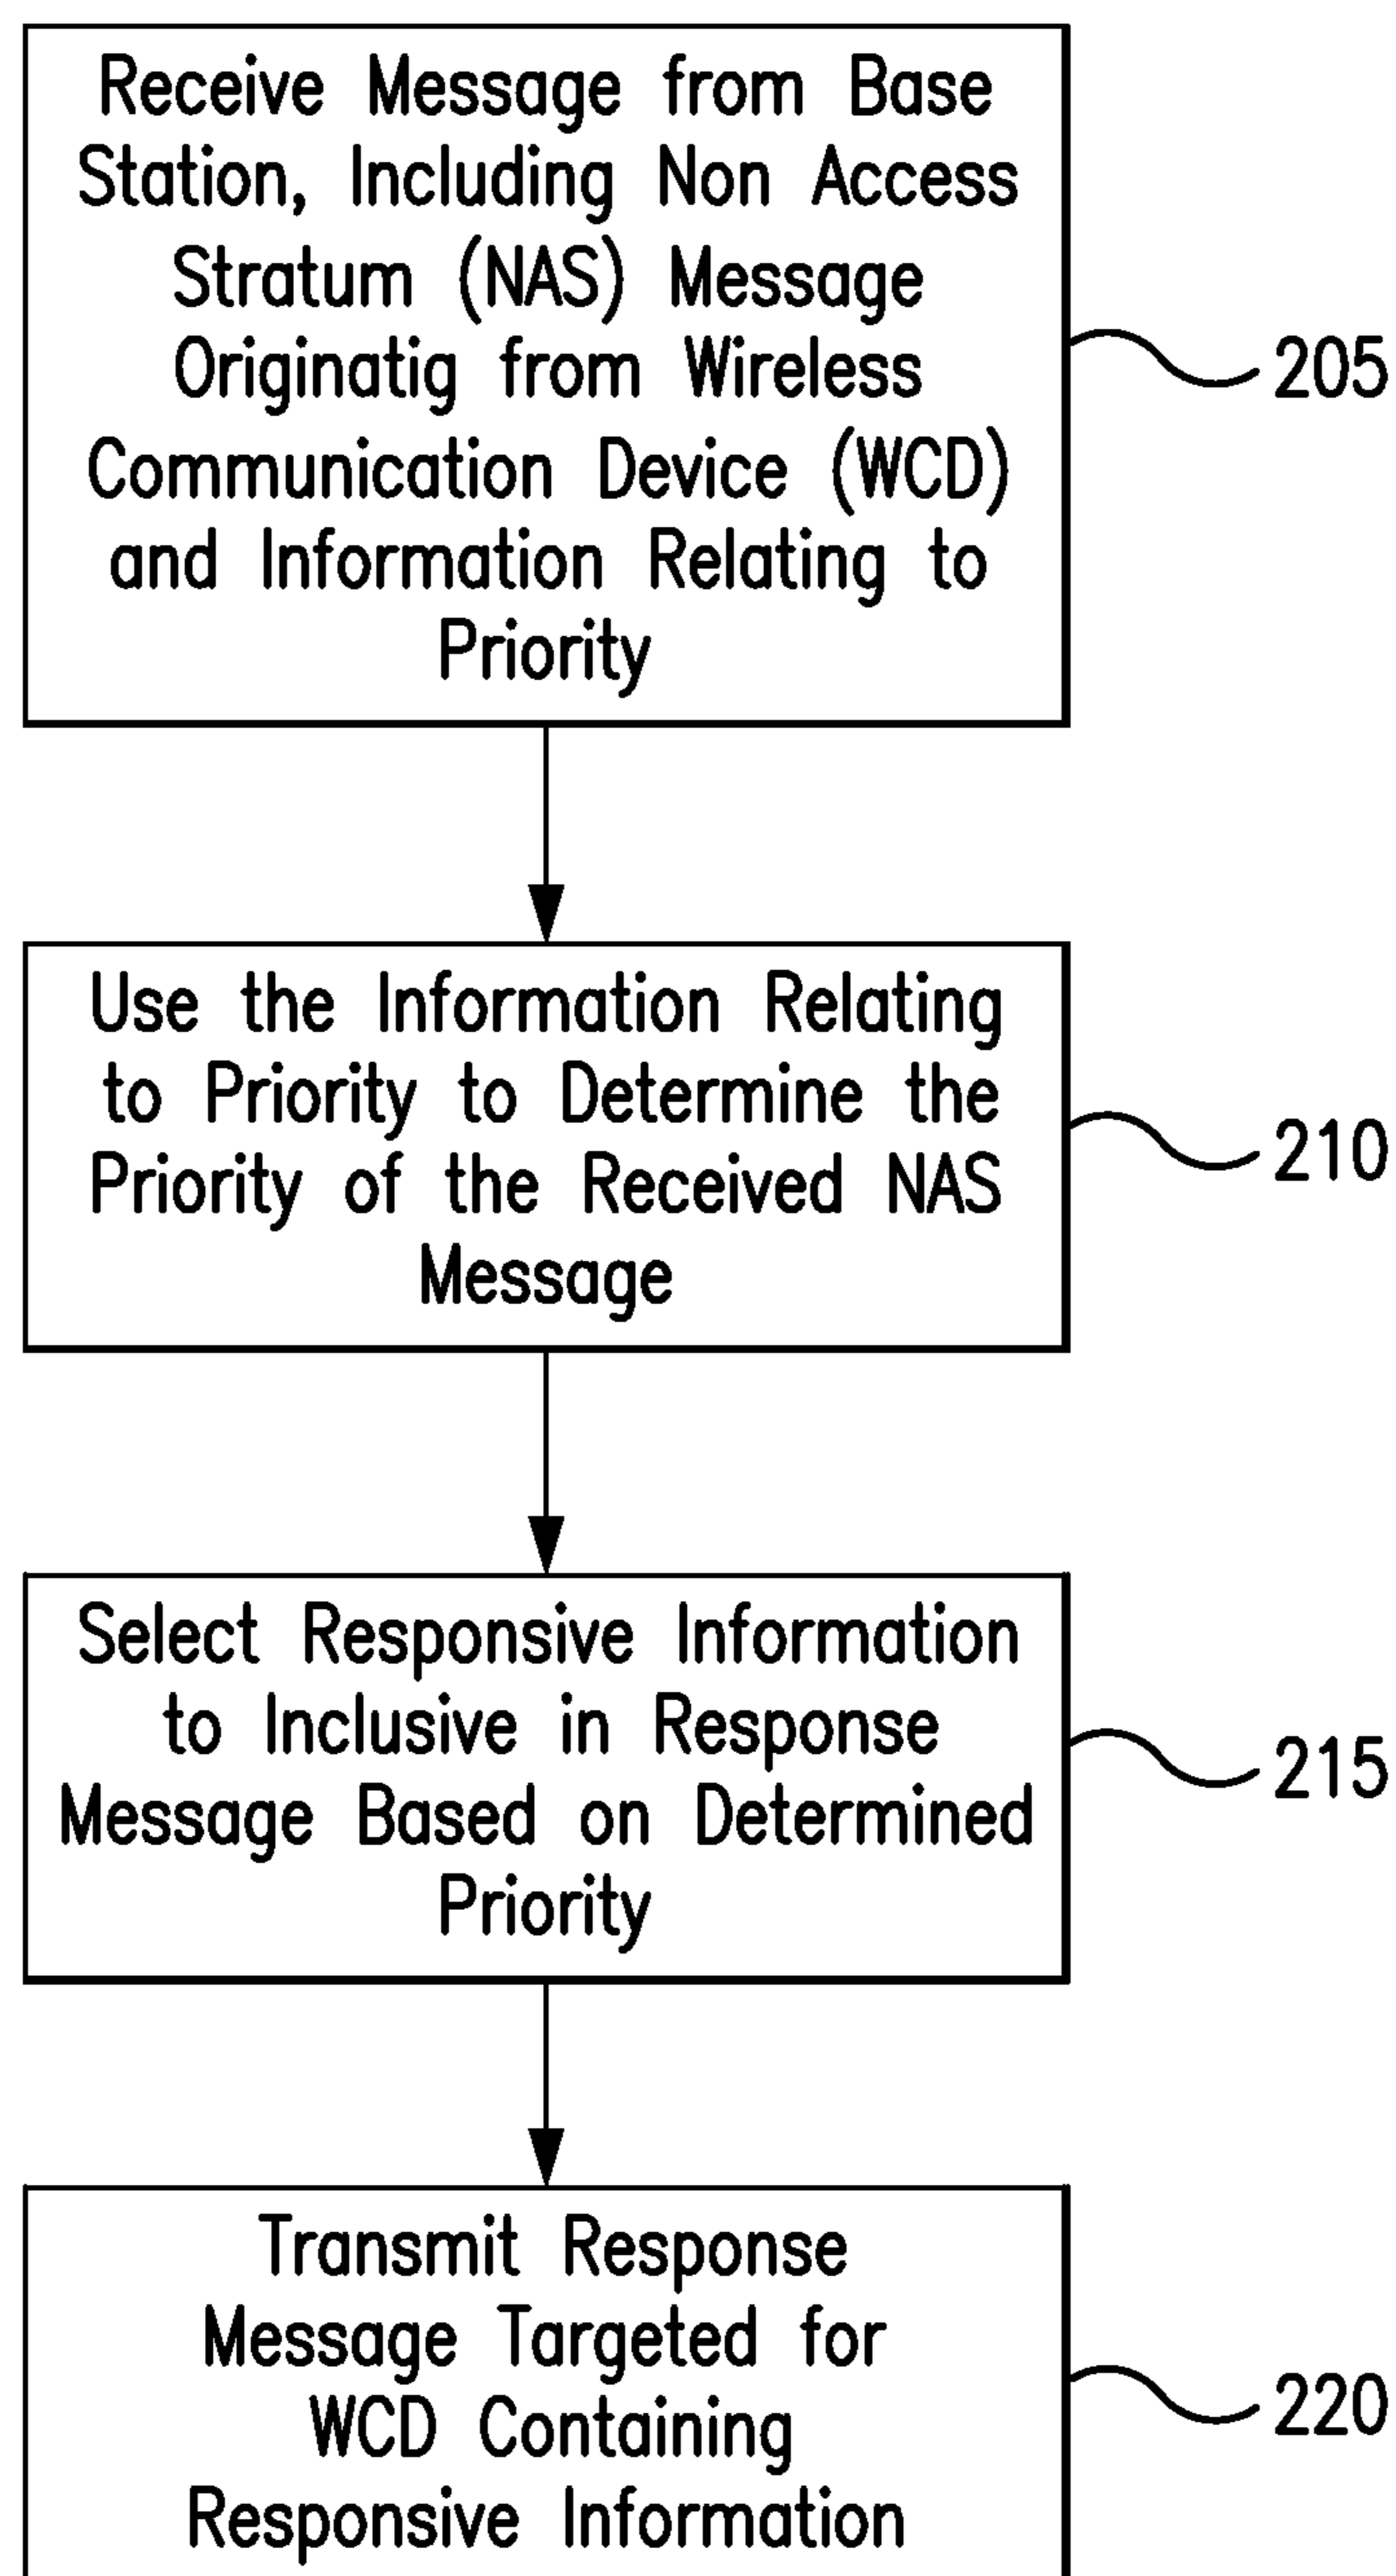 Receive Message from Base
Station, Including Non Access
Stratum (NAS) Message
Originatig from Wireless
Communication Device (WCD)
and Information Relating to
Priority
205
Use the Information Relating
to Priority to Determine the
Priority of the Received NAS
Message
210
Select Responsive Information
to Inclusive in Response
Message Based on Determined
Priority
215
Transmit Response
Message Targeted for
WCD Containing
Responsive Information
220